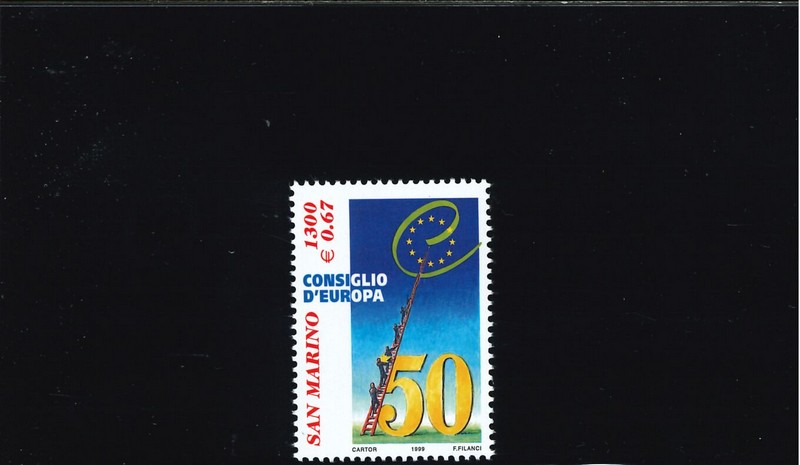 1300
€ 0.67
CONSIGLIO
D'EUROPA
SAN MARINO
50
CARTOR 1999 F.FILANCI